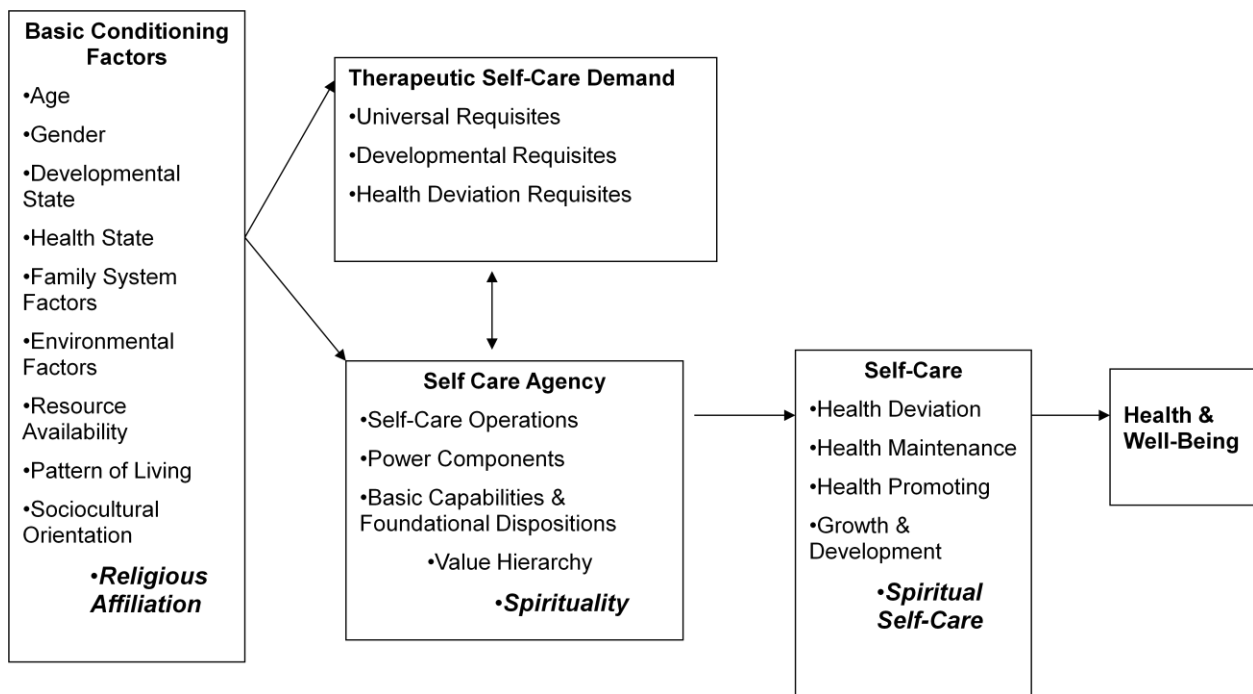 Basic Conditioning
Factors
•Age
•Gender
•Developmental
State
•Health State
•Family System
Factors
•Environmental
Factors
•Resource
Availability
•Pattern of Living
•Sociocultural
Orientation
•Religious
Affiliation
Therapeutic Self-Care Demand
•Universal Requisites
•Developmental Requisites
•Health Deviation Requisites
Self Care Agency
•Self-Care Operations
•Power Components
•Basic Capabilities &
Foundational Dispositions
•Value Hierarchy
•Spirituality
Self-Care
•Health Deviation
•Health Maintenance
•Health Promoting
•Growth &
Development
•Spiritual
Self-Care
Health &
Well-Being